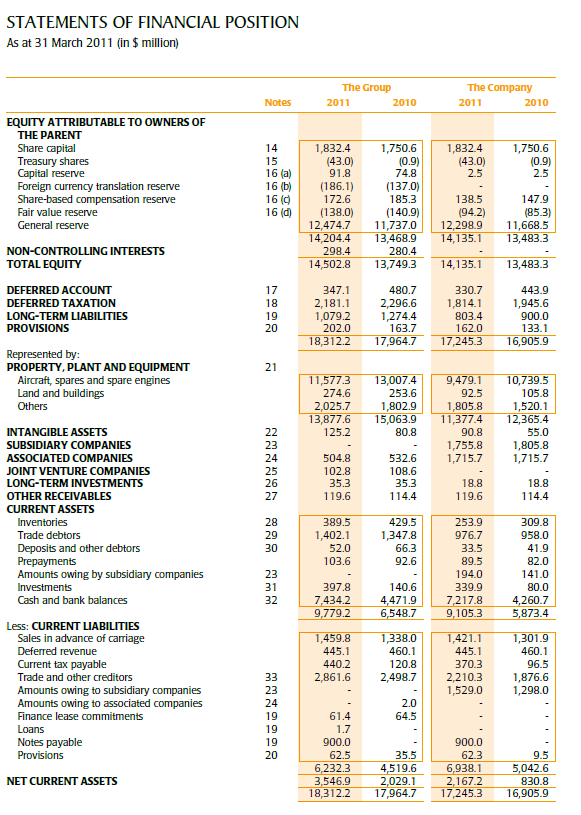 STATEMENTS OF FINANCIAL POSITION
As at 31 March 2011 (in $ million)
The Group The Company
Notes 2011 2010 2011 2010
EQUITY ATTRIBUTABLE TO OWNERS OF
THE PARENT
Share capital 14 1,832.4 1,750.6 1,832.4 1,750.6
Treasury shares 15 (43.0) (0.9) (43.0) (0.9)
Capital reserve 16 (a) 91.8 74.8 2.5 2.5
Foreign currency translation reserve 16 (b) (186.1) (137.0) - -
Share-based compensation reserve 16 (c) 172.6 185.3 138.5 147.9
Fair value reserve 16 (d) (138.0) (140.9) (94.2) (85.3)
General reserve 12,474.7 11,737.0 12,298.9 11,668.5
14,204.4 13,468.9 14,135.1 13,483.3
NON-CONTROLLING INTERESTS 298.4 280.4 - -
TOTAL EQUITY 14,502.8 13,749.3 14,135.1 13,483.3
DEFERRED ACCOUNT 17 347.1 480.7 330.7 443.9
DEFERRED TAXATION 18 2,181.1 2,296.6 1,814.1 1,945.6
LONG-TERM LIABILITIES 19 1,079.2 1,274.4 803.4 900.0
PROVISIONS 20 202.0 163.7 162.0 133.1
18,312.2 17,964.7 17,245.3 16,905.9
Represented by:
PROPERTY, PLANT AND EQUIPMENT 21
Aircraft, spares and spare engines 11,577.3 13,007.4 9,479.1 10,739.5
Land and buildings 274.6 253.6 92.5 105.8
Others 2,025.7 1,802.9 1,805.8 1,520.1
13,877.6 15,063.9 11,377.4 12,365.4
INTANGIBLE ASSETS 22 125.2 80.8 90.8 55.0
SUBSIDIARY COMPANIES 23 - - 1,755.8 1,805.8
ASSOCIATED COMPANIES 24 504.8 532.6 1,715.7 1,715.7
JOINT VENTURE COMPANIES 25 102.8 108.6 - -
LONG-TERM INVESTMENTS 26 35.3 35.3 18.8 18.8
OTHER RECEIVABLES 27 119.6 114.4 119.6 114.4
CURRENT ASSETS
Inventories 28 389.5 429.5 253.9 309.8
Trade debtors 29 1,402.1 1,347.8 976.7 958.0
Deposits and other debtors 30 52.0 66.3 33.5 41.9
Prepayments 103.6 92.6 89.5 82.0
Amounts owing by subsidiary companies 23 - - 194.0 141.0
Investments 31 397.8 140.6 339.9 80.0
Cash and bank balances 32 7,434.2 4,471.9 7,217.8 4,260.7
9,779.2 6,548.7 9,105.3 5,873.4
Less: CURRENT LIABILITIES
Sales in advance of carriage 1,459.8 1,338.0 1,421.1 1,301.9
Deferred revenue 445.1 460.1 445.1 460.1
Current tax payable 440.2 120.8 370.3 96.5
Trade and other creditors 33 2,861.6 2,498.7 2,210.3 1,876.6
Amounts owing to subsidiary companies 23 - - 1,529.0 1,298.0
Amounts owing to associated companies 24 - 2.0 - -
Finance lease commitments 19 61.4 64.5 - -
Loans 19 1.7 - - -
Notes payable 19 900.0 - 900.0 -
Provisions 20 62.5 35.5 62.3 9.5
6,232.3 4,519.6 6,938.1 5,042.6
NET CURRENT ASSETS 3,546.9 2,029.1 2,167.2 830.8
18,312.2 17,964.7 17,245.3 16,905.9